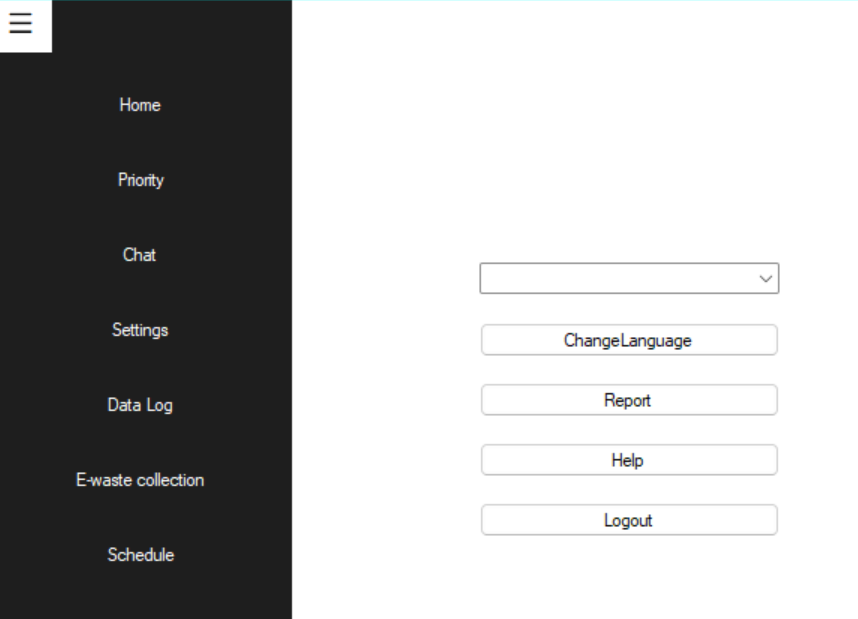 Home
Priority
Chat
Settings
Data Log
E-waste collection
Schedule
ChangeLanguage
Report
Help
Logout